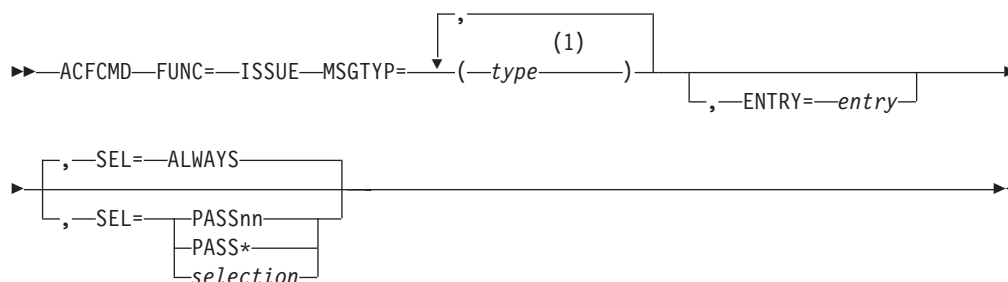 ,
(1)
ACFCMD FUNC= ISSUE MSGTYP= ( type )
, ENTRY= entry
, SEL= ALWAYS
, SEL= PASSnn
PASS*
selection